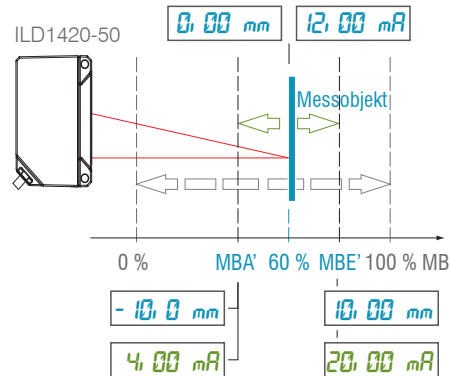 ILD1420-50
0,00 mm 12,00 mA
Messobjekt
0 % MBA' 60 % MBE' 100 % MB
- 10,0 mm 10,00 mm
4,00 mA 20,00 mA